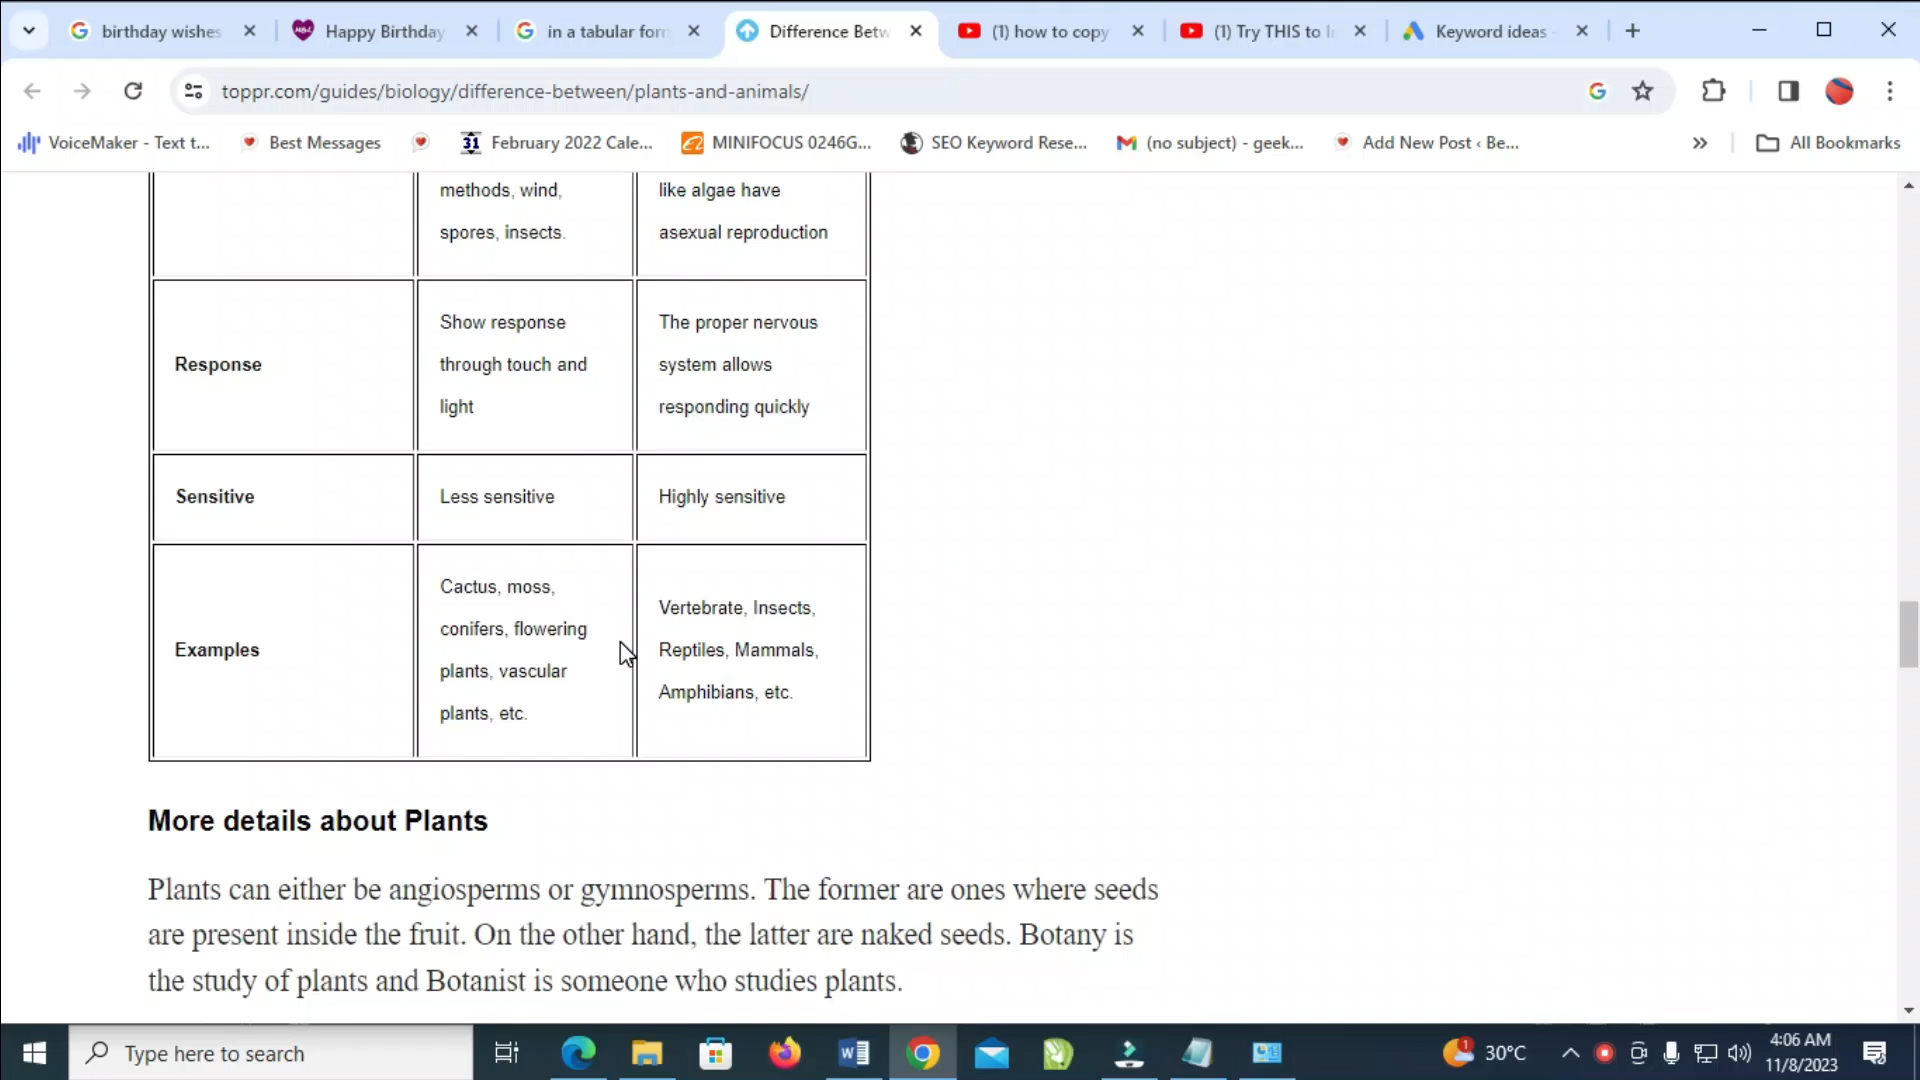 birthday wishes
Happy Birthday
in a tabular forn
Difference Betw
(1) how to copy
(1) Try THIS to I
Keyword ideas -
toppr.com/guides/biology/difference-between/plants-and-animals/
VoiceMaker - Text t...
Best Messages
31
February 2022 Cale...
MINIFOCUS 0246G...
SEO Keyword Rese...
(no subject) - geek...
Add New Post ‹ Be...
All Bookmarks
methods, wind,
spores, insects.
like algae have
asexual reproduction
Response
Show response
through touch and
light
The proper nervous
system allows
responding quickly
Sensitive
Less sensitive
Highly sensitive
Examples
Cactus, moss,
conifers, flowering
plants, vascular
plants, etc.
Vertebrate, Insects,
Reptiles, Mammals,
Amphibians, etc.
More details about Plants
Plants can either be angiosperms or gymnosperms. The former are ones where seeds
are present inside the fruit. On the other hand, the latter are naked seeds. Botany is
the study of plants and Botanist is someone who studies plants.
Type here to search
1
30°C
4:06 AM
11/8/2023